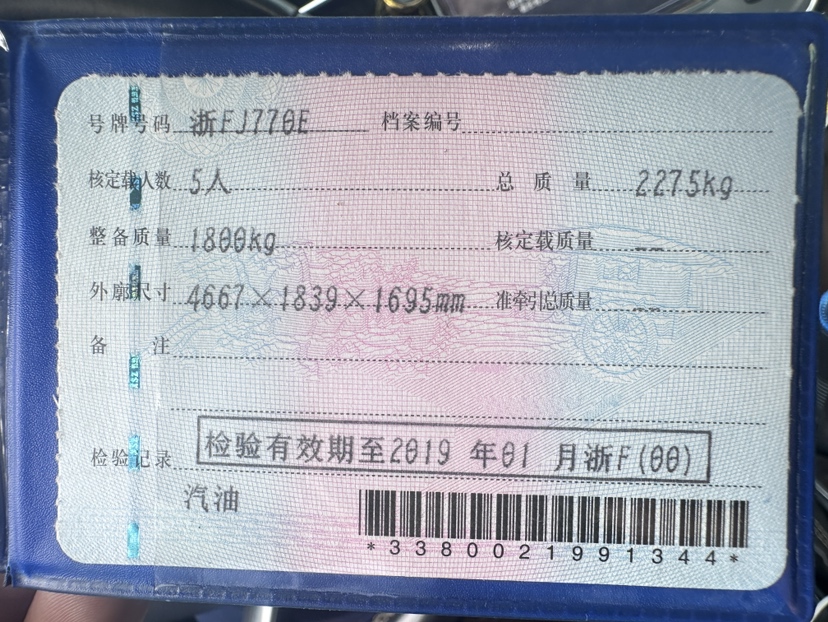 号牌号码 浙FJ770E 档案编号
核定载人数 5人 总质量 2275kg
整备质量 1800kg 核定载质量 --
外廓尺寸 4667×1839×1695mm 准牵引总质量 --
备注
检验记录 检验有效期至2019 年01 月浙F(00)
汽油
*3380021991344*